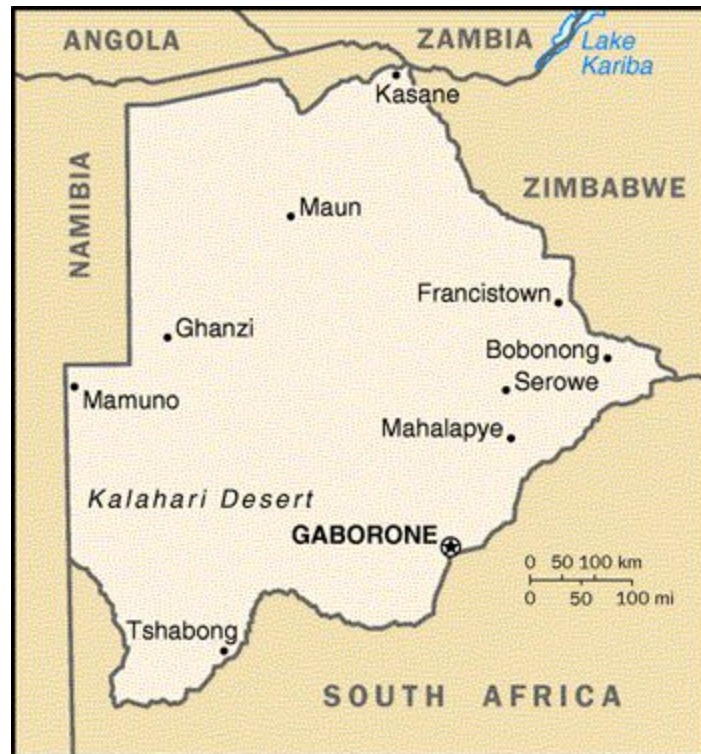 ANGOLA
ZAMBIA
Lake
Kariba
Kasane
NAMIBIA
ZIMBABWE
Maun
Francistown
Ghanzi
Bobonong
Serowe
Mamuno
Mahalapye
Kalahari Desert
GABORONE
0 50 100 km
0 50 100 mi
Tshabong
SOUTH AFRICA